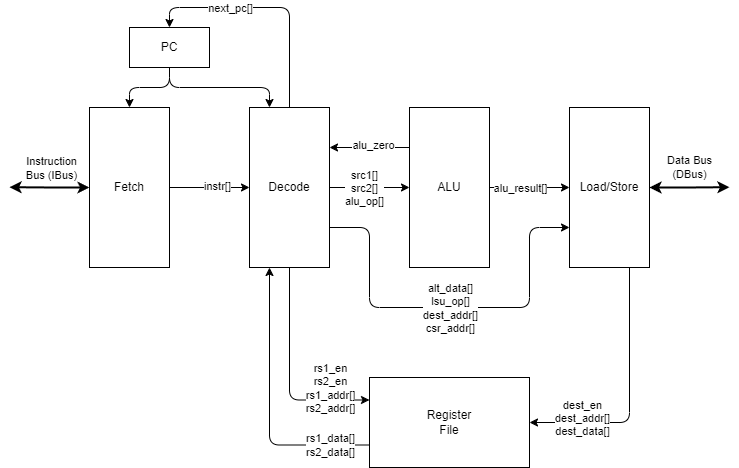 next_pc[]
PC
Instruction
Bus (IBus)
Fetch
instr[]
Decode
alu_zero
src1[]
src2[]
alu_op[]
ALU
alu_result[]
Load/Store
Data Bus
(DBus)
alt_data[]
lsu_op[]
dest_addr[]
csr_addr[]
rs1_en
rs2_en
rs1_addr[]
rs2_addr[]
rs1_data[]
rs2_data[]
Register
File
dest_en
dest_addr[]
dest_data[]